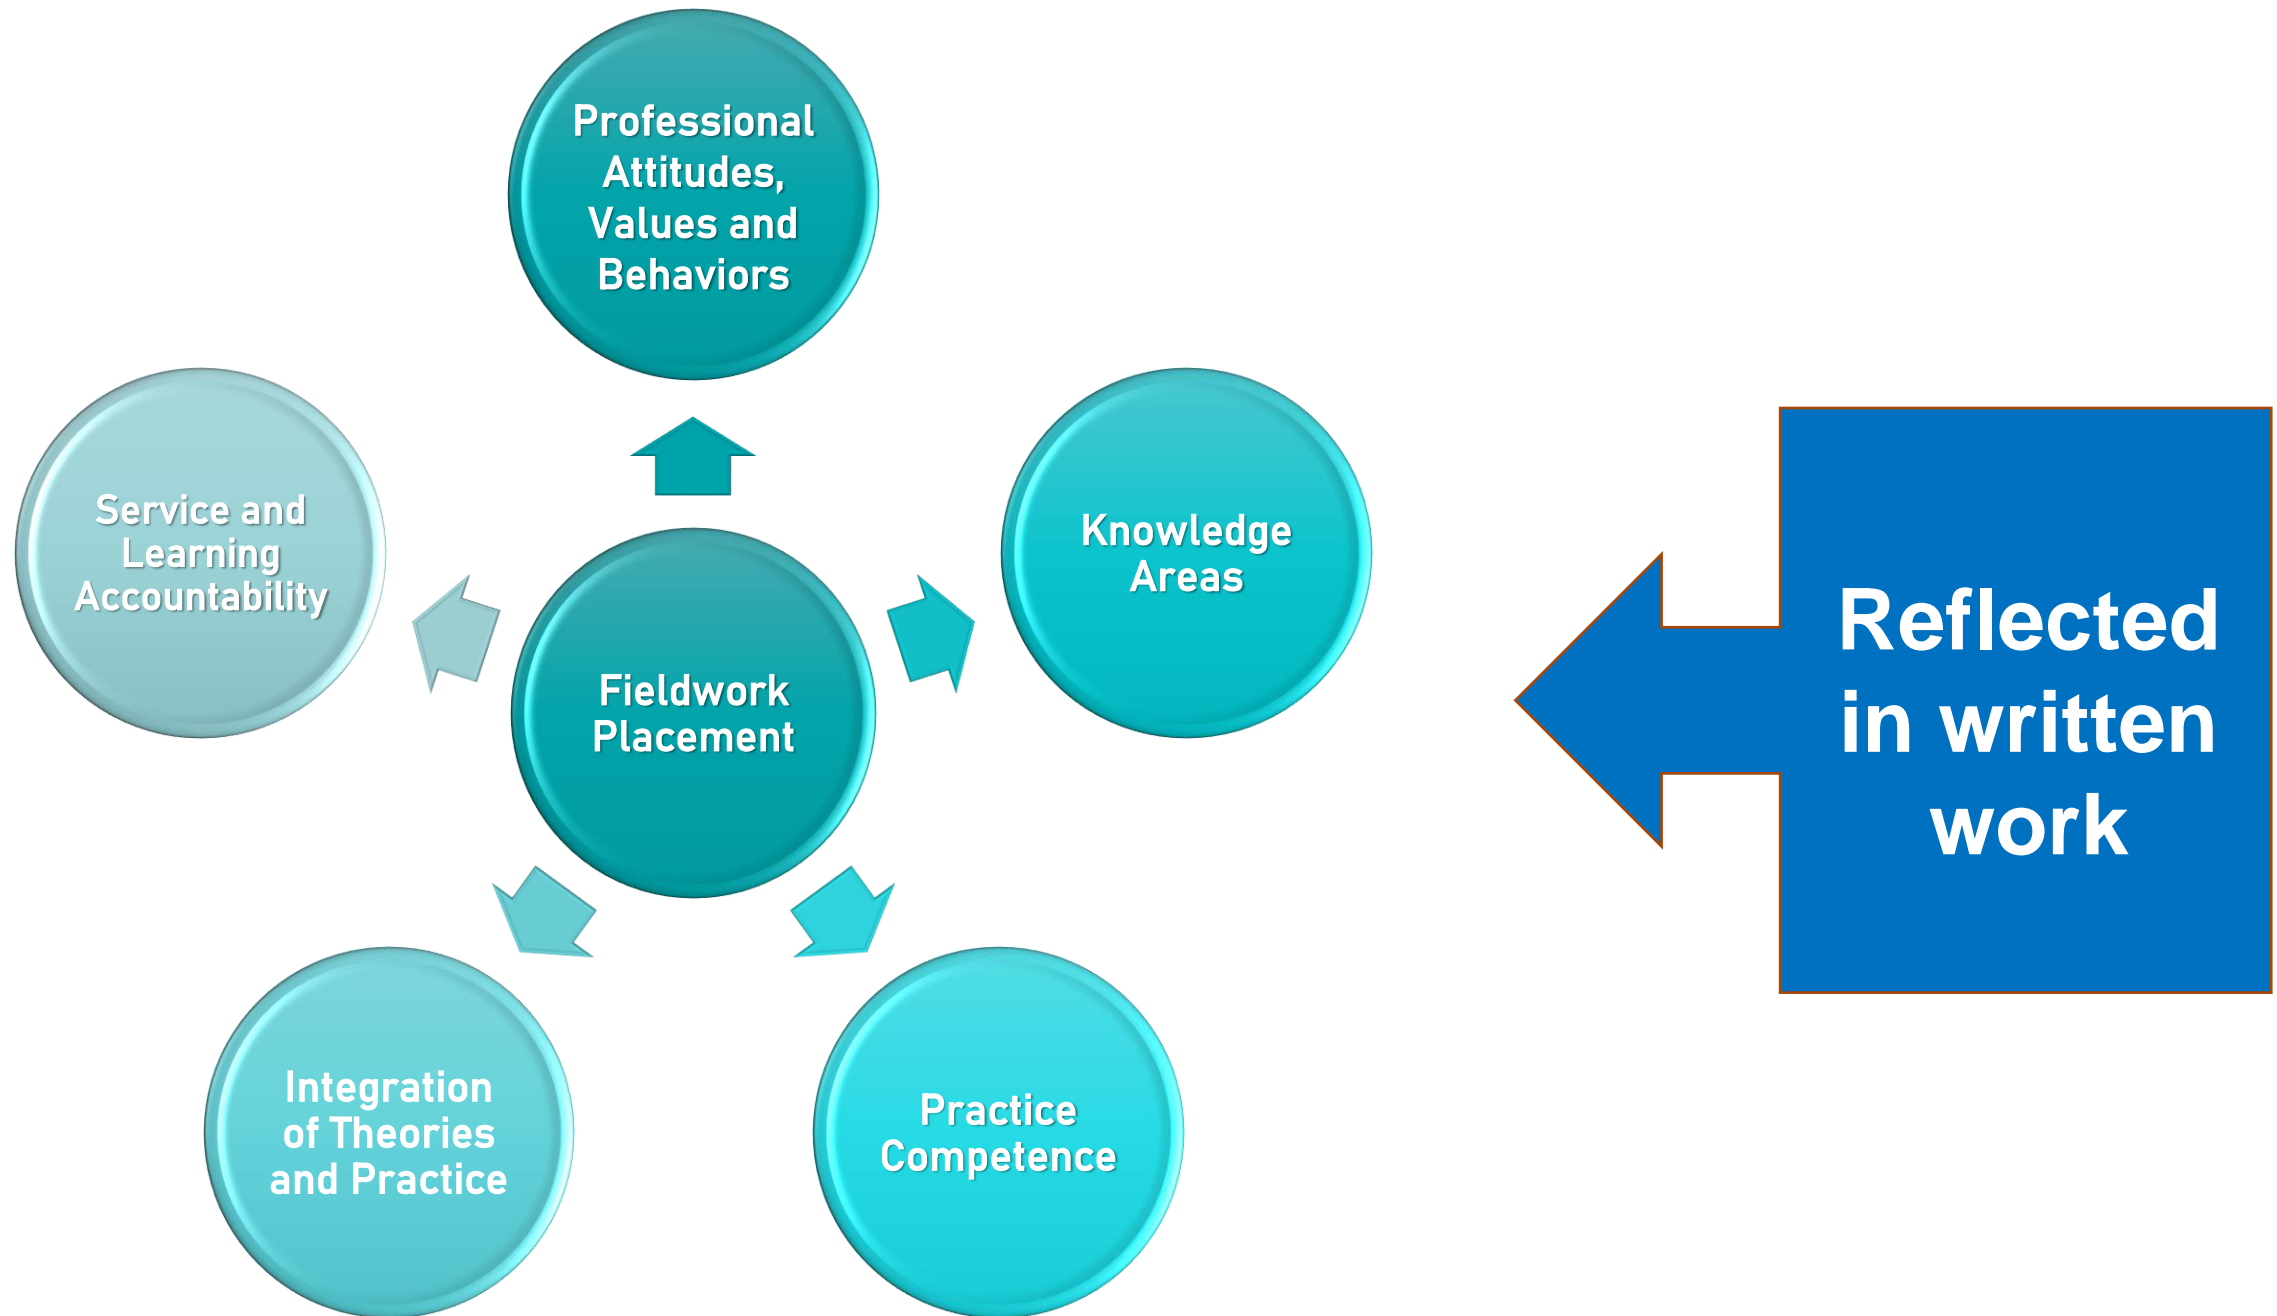 Professional
Attitudes,
Values and
Behaviors
Service and
Learning
Accountability
Knowledge
Areas
Fieldwork
Placement
Reflected
in written
work
Integration
of Theories
and Practice
Practice
Competence